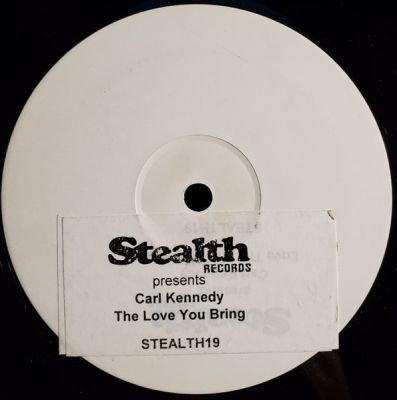 Stealth
RECORDS
presents
Carl Kennedy
The Love You Bring
STEALTH19